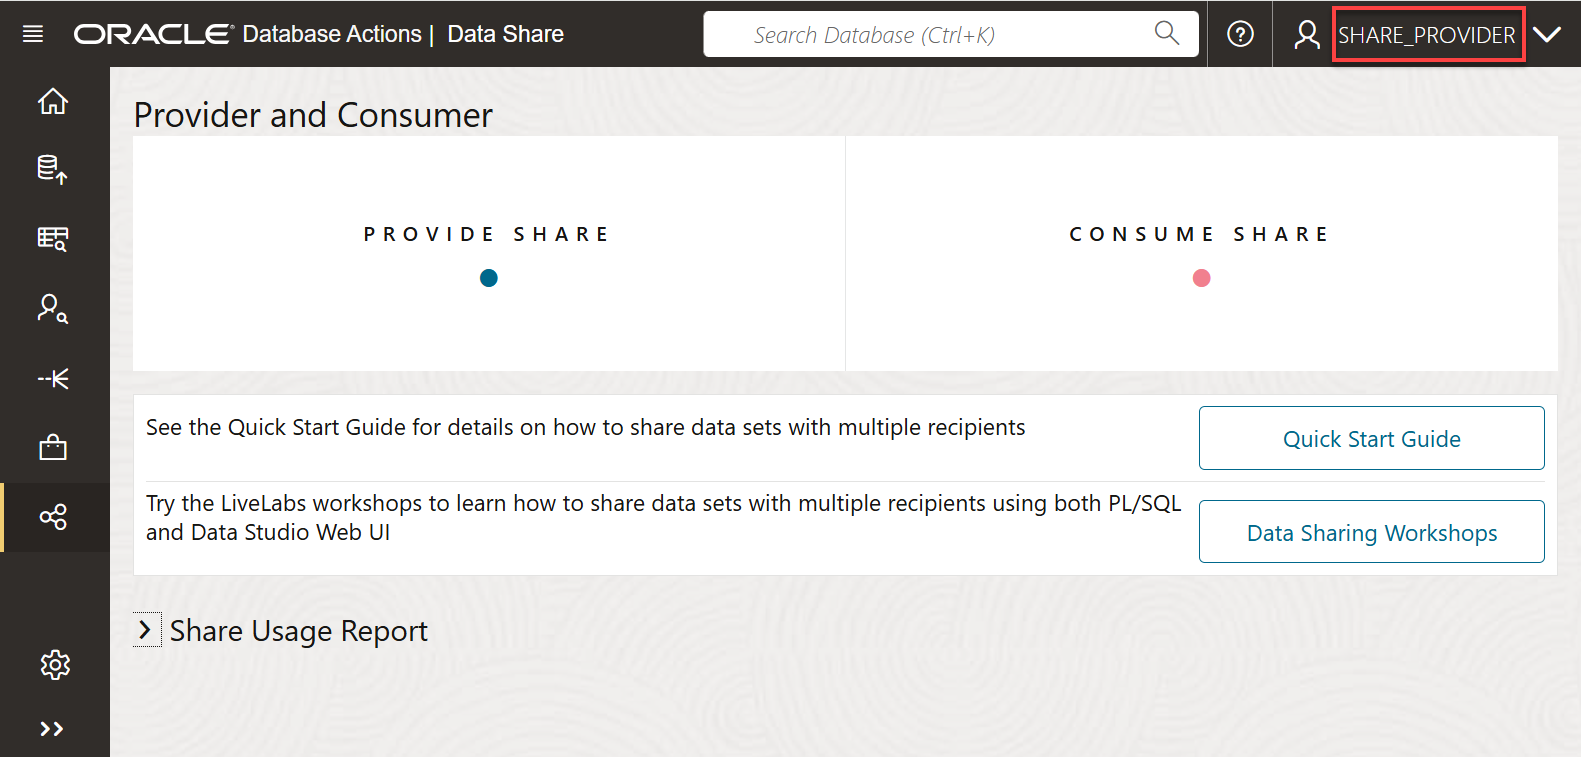 ORACLE® Database Actions | Data Share
Search Database (Ctrl+K)
SHARE_PROVIDER
Provider and Consumer
PROVIDE SHARE
CONSUME SHARE
See the Quick Start Guide for details on how to share data sets with multiple recipients
Quick Start Guide
Try the LiveLabs workshops to learn how to share data sets with multiple recipients using both PL/SQL
and Data Studio Web UI
Data Sharing Workshops
Share Usage Report